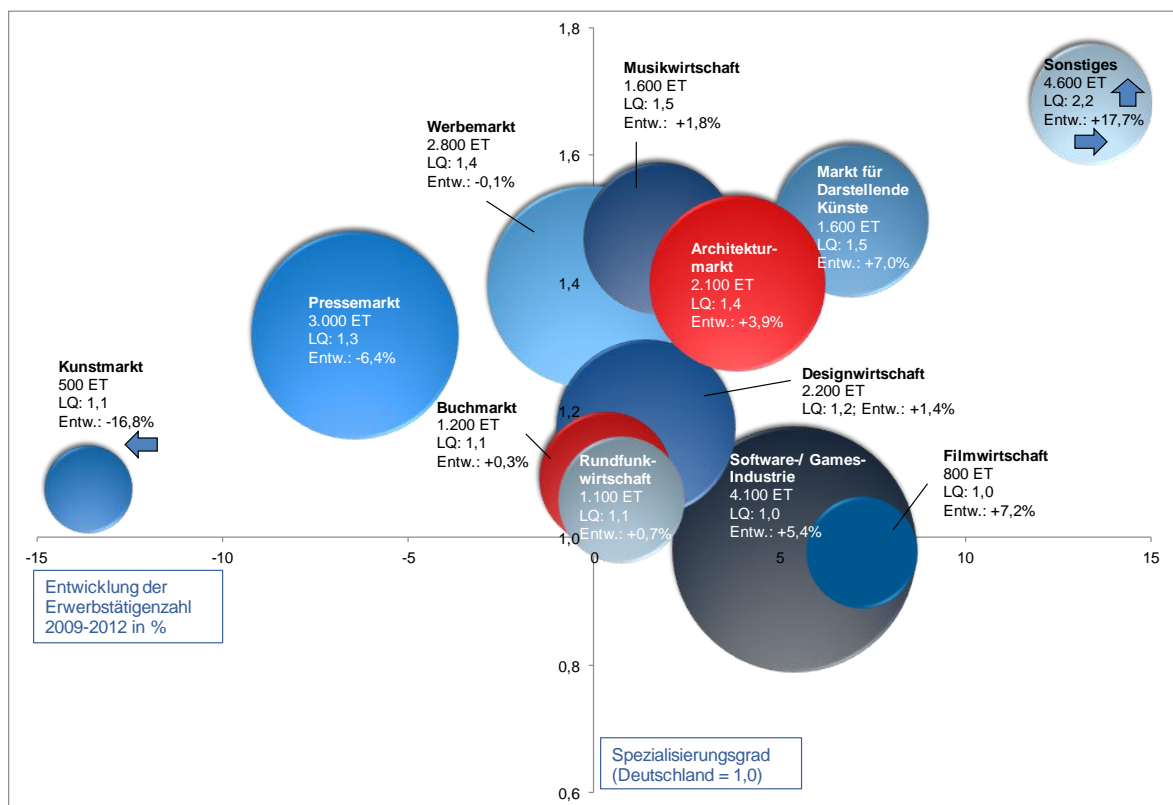 1,8
Musikwirtschaft
1.600 ET
LQ: 1,5
Entw.: +1,8%
Sonstiges
4.600 ET
LQ: 2,2
Entw.: +17,7%
Werbemarkt
2.800 ET
LQ: 1,4
Entw.: -0,1%
1,6
Markt für
Darstellende
Künste
1.600 ET
LQ: 1,5
Entw.: +7,0%
Architektur-
markt
2.100 ET
LQ: 1,4
Entw.: +3,9%
1,4
Pressemarkt
3.000 ET
LQ: 1,3
Entw.: -6,4%
Kunstmarkt
500 ET
LQ: 1,1
Entw.: -16,8%
Designwirtschaft
2.200 ET
LQ: 1,2; Entw.: +1,4%
1,2
Buchmarkt
1.200 ET
LQ: 1,1
Entw.: +0,3%
Rundfunk-
wirtschaft
1.100 ET
LQ: 1,1
Entw.: +0,7%
Software-/ Games-
Industrie
4.100 ET
LQ: 1,0
Entw.: +5,4%
Filmwirtschaft
800 ET
LQ: 1,0
Entw.: +7,2%
1,0
-15
-10
-5
0
5
10
15
Entwicklung der
Erwerbstätigenzahl
2009-2012 in %
0,8
Spezialisierungsgrad
(Deutschland = 1,0)
0,6